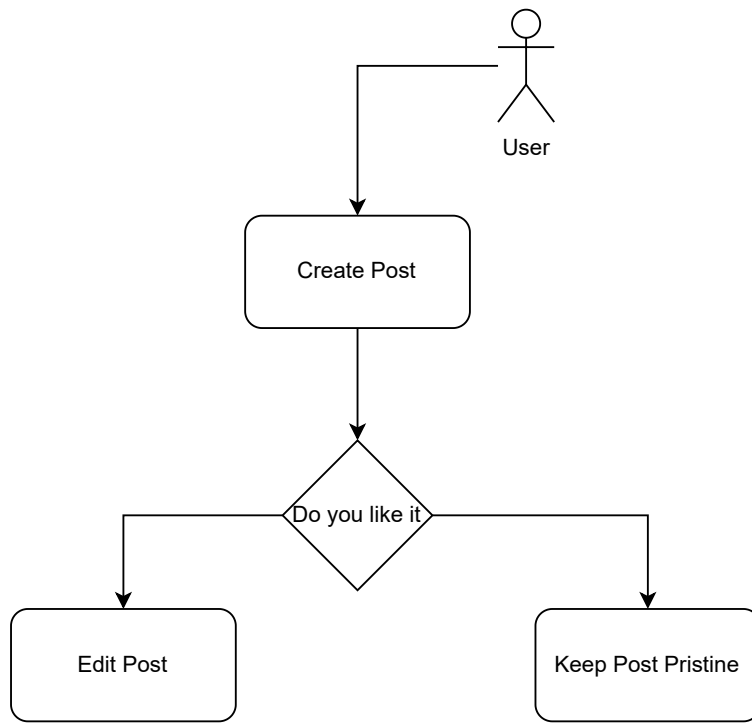 User
Create Post
Do you like it
Edit Post
Keep Post Pristine